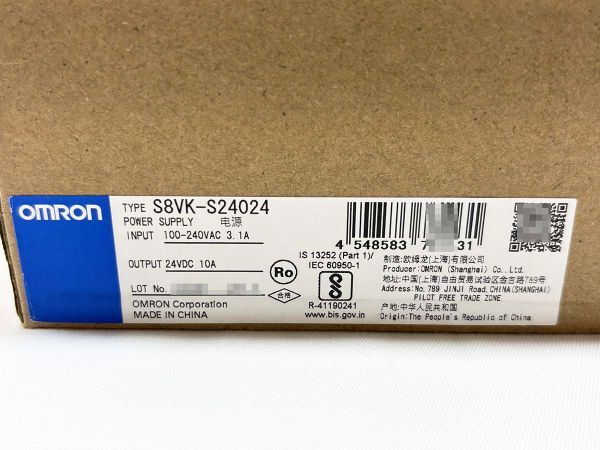 OMRON
TYPE S8VK-S24024
POWER SUPPLY 电源
INPUT 100-240VAC 3.1A
OUTPUT 24VDC 10A
LOT No.
OMRON Corporation
MADE IN CHINA
Ro
合格
IS 13252 (Part 1)/
IEC 60950-1
R-41190241
www.bis.gov.in
4 548583 7 31
制造:欧姆龙(上海)有限公司
Producer:OMRON (Shanghai) Co., Ltd.
地址:中国(上海)自由贸易试验区金吉路789号
Address:No.789 JINJI Road,CHINA(SHANGHAI)
PILOT FREE TRADE ZONE
产地:中华人民共和国
Origin:The People's Republic of China